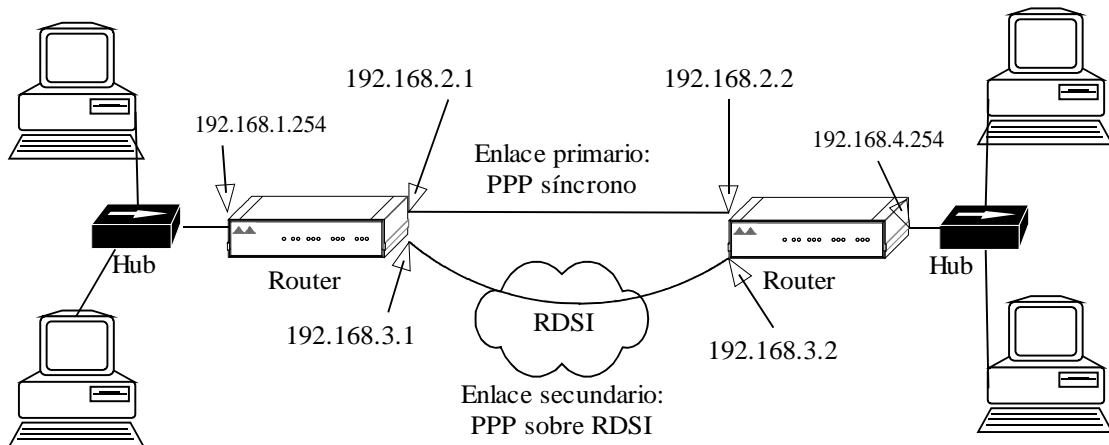 192.168.2.1
192.168.2.2
192.168.1.254
192.168.4.254
Enlace primario:
PPP síncrono
Hub
Router
Router
Hub
192.168.3.1
RDSI
192.168.3.2
Enlace secundario:
PPP sobre RDSI